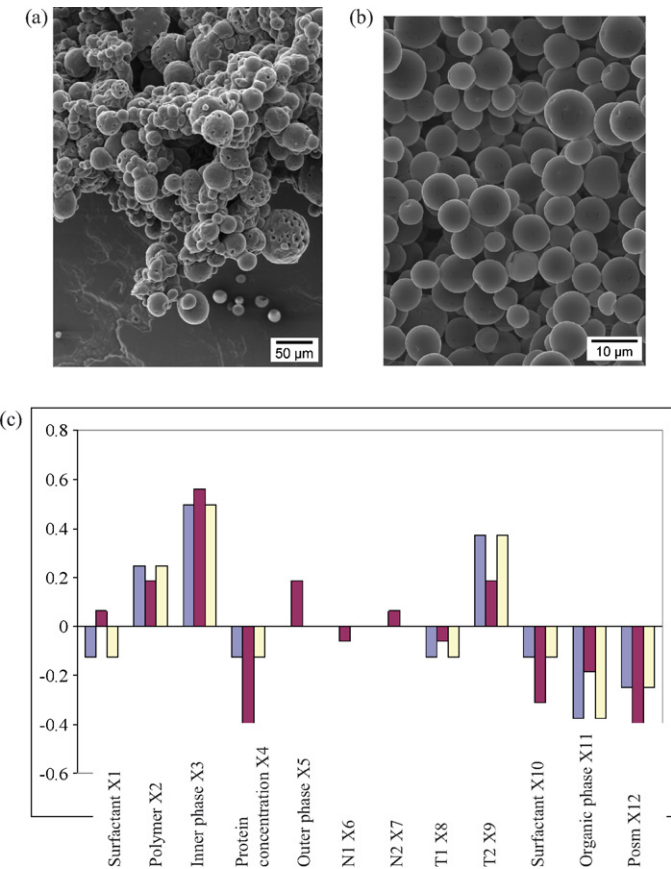 (a)
(b)
50 µm
10 µm
(c)
0.8
0.6
0.4
0.2
0
-0.2
-0.4
-0.6
Surfactant X1
Polymer X2
Inner phase X3
Protein
concentration X4
Outer phase X5
N1 X6
N2 X7
T1 X8
T2 X9
Surfactant X10
Organic phase X11
Posm X12